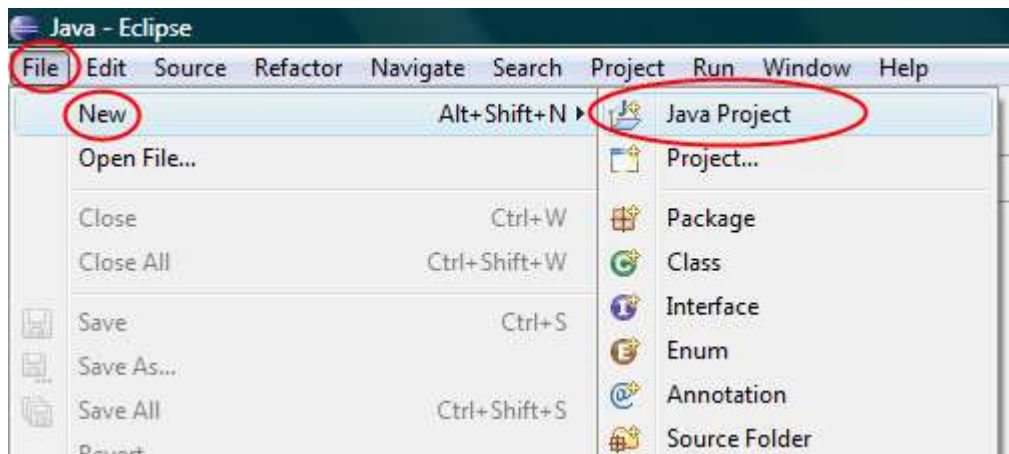 Java - Eclipse
File Edit Source Refactor Navigate Search Project Run Window Help
New Alt+Shift+N
Open File...
Close Ctrl+W
Close All Ctrl+Shift+W
Save Ctrl+S
Save As...
Save All Ctrl+Shift+S
Revert
Java Project
Project...
Package
Class
Interface
Enum
Annotation
Source Folder